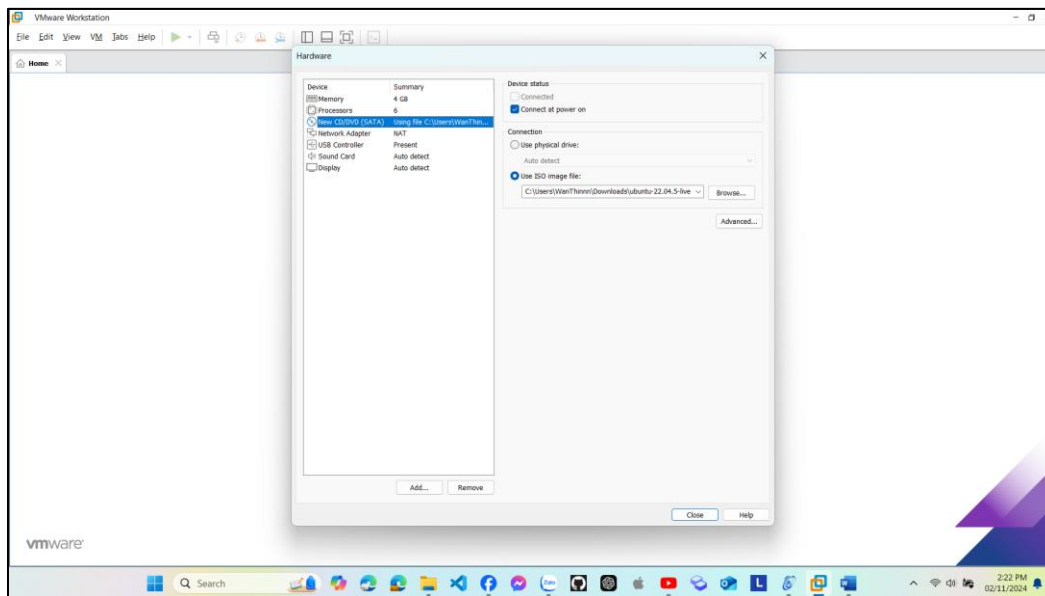 VMware Workstation
File Edit View VM Tabs Help
Home
Hardware
Device Summary
Memory 4 GB
Processors 6
New CD/DVD (SATA) Using file C:\Users\WanThin...
Network Adapter NAT
USB Controller Present
Sound Card Auto detect
Display Auto detect
Add... Remove
Device status
Connected
Connect at power on
Connection
Use physical drive:
Auto detect
Use ISO image file:
C:\Users\WanThinnn\Downloads\ubuntu-22.04.5-live
Browse...
Advanced...
Close Help
vmware
Search
Zalo
L
2:22 PM
02/11/2024